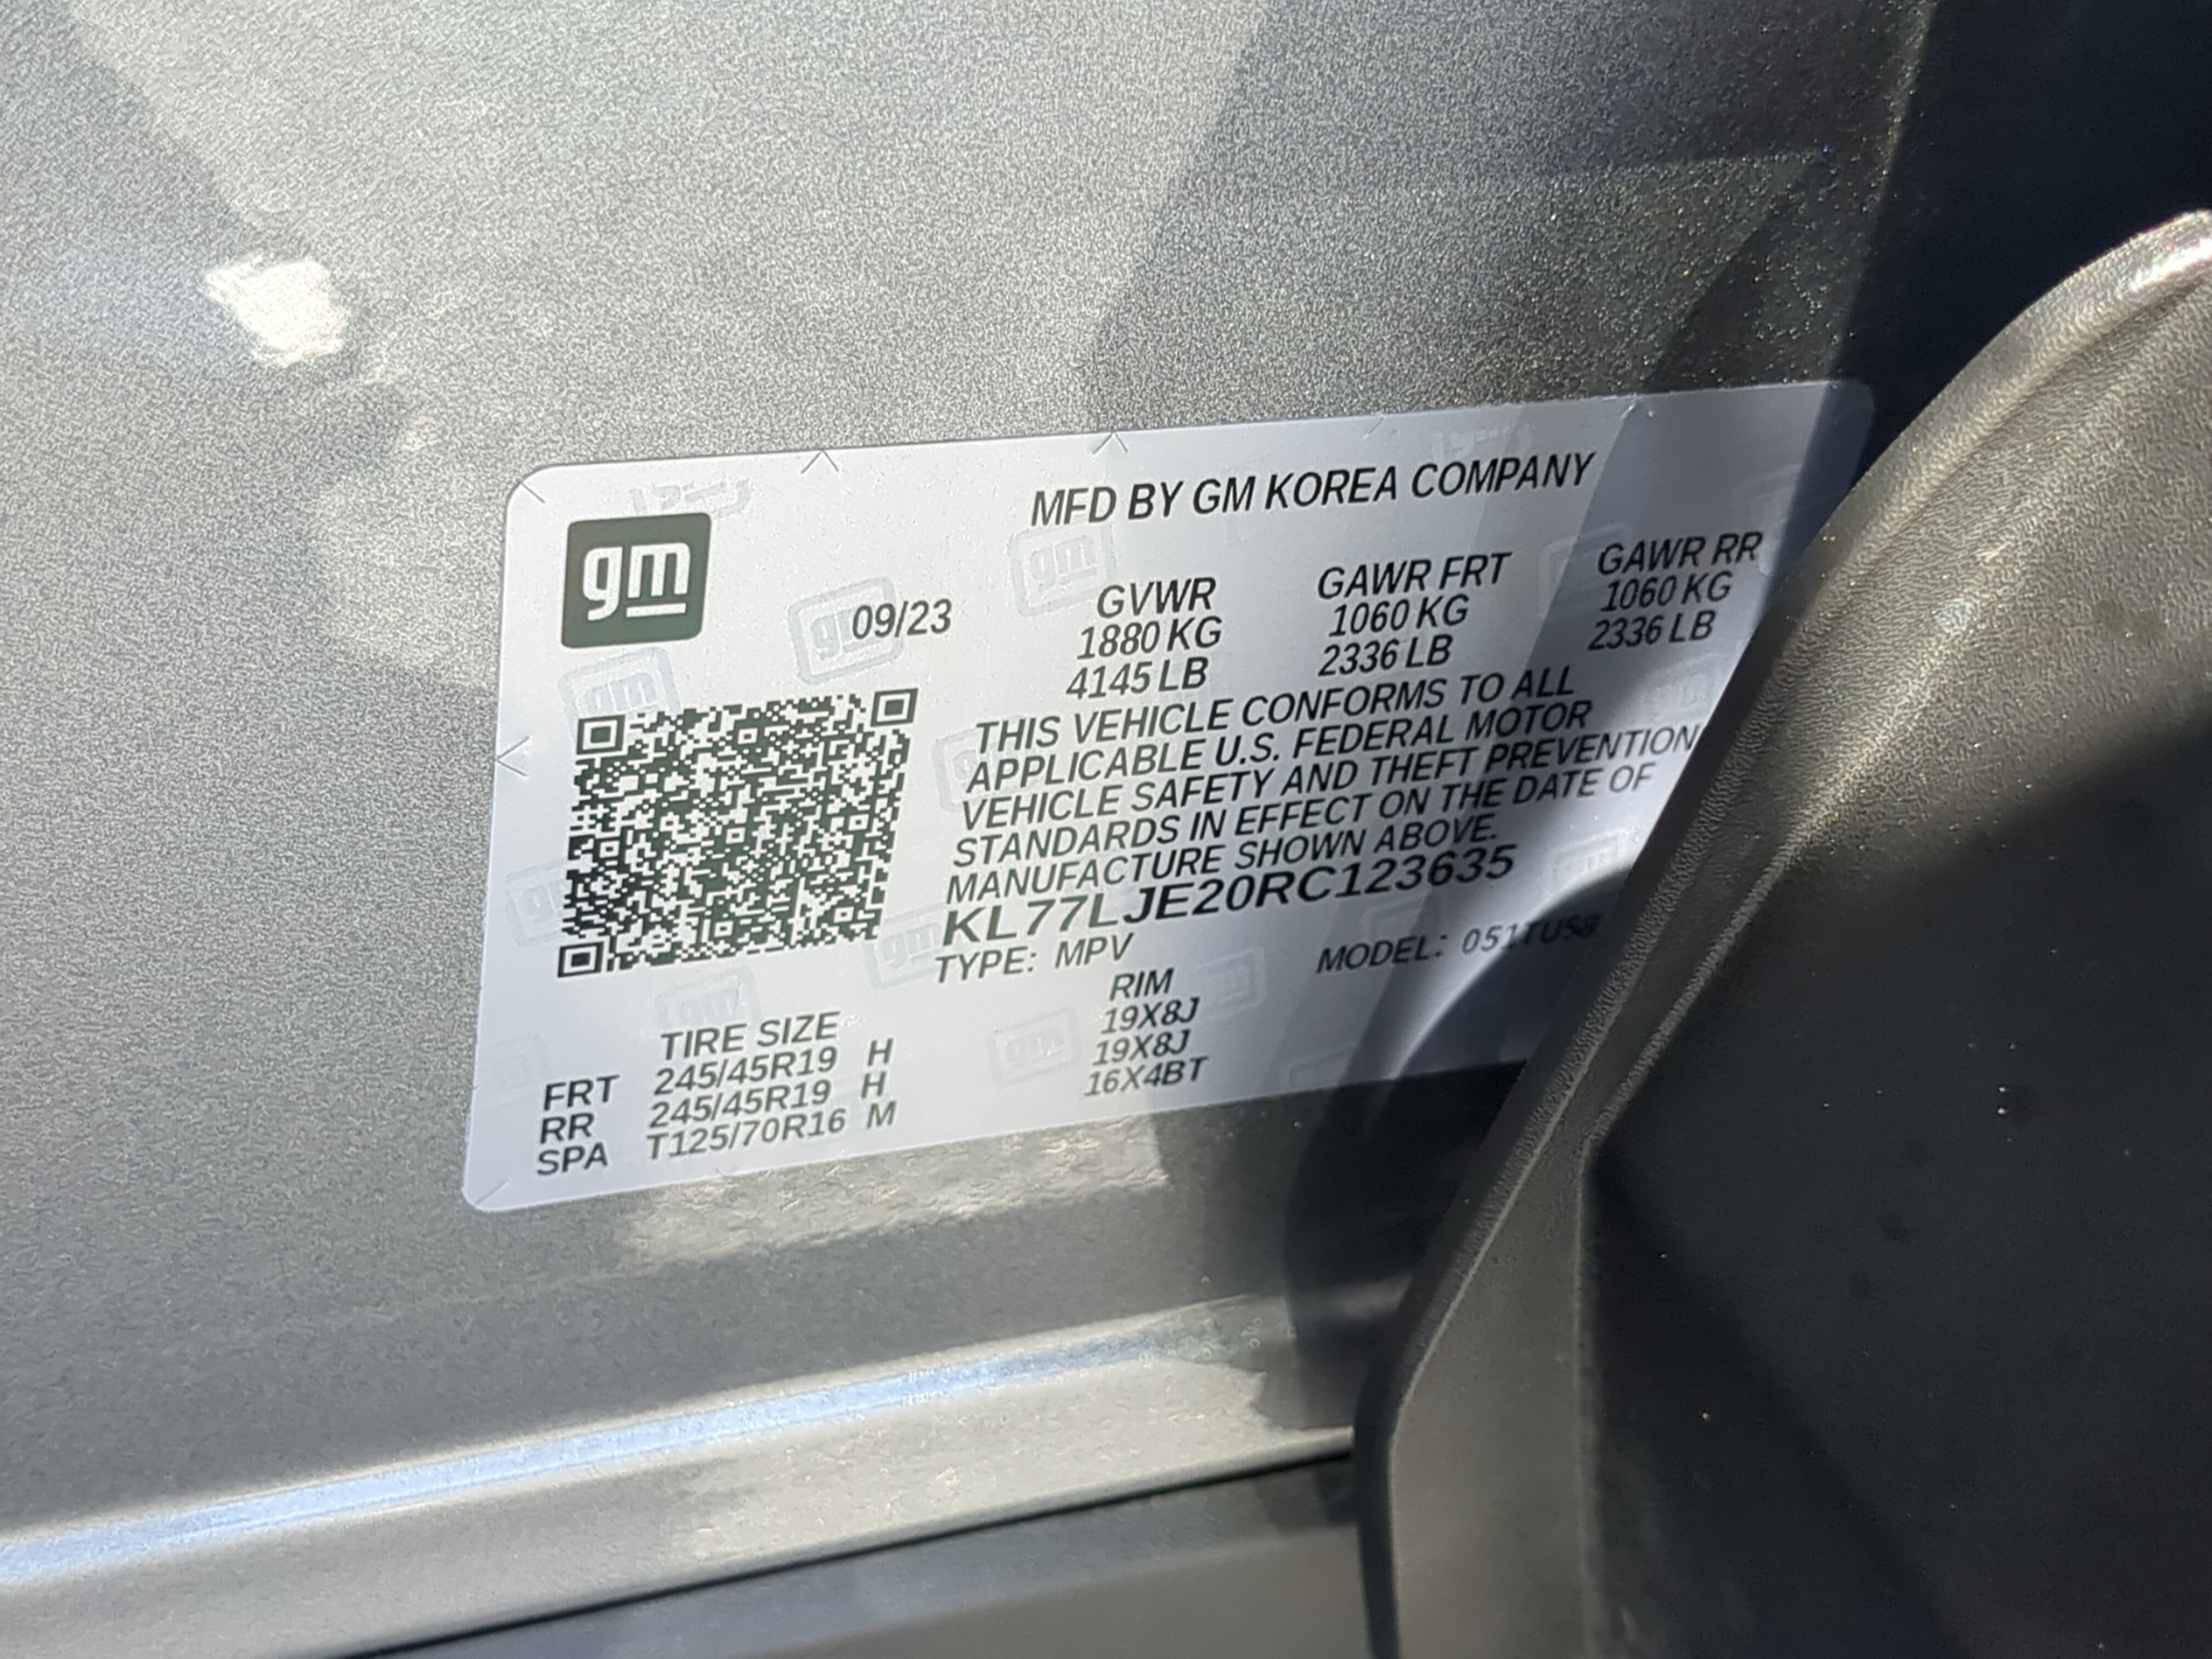 gm
MFD BY GM KOREA COMPANY
09/23
GVWR GAWR FRT GAWR RR
1880 KG 1060 KG 1060 KG
4145 LB 2336 LB 2336 LB
THIS VEHICLE CONFORMS TO ALL
APPLICABLE U.S. FEDERAL MOTOR
VEHICLE SAFETY AND THEFT PREVENTION
STANDARDS IN EFFECT ON THE DATE OF
MANUFACTURE SHOWN ABOVE.
KL77LJE20RC123635
TYPE: MPV MODEL:
TIRE SIZE RIM
FRT 245/45R19 H 19X8J
RR 245/45R19 H 19X8J
SPA T125/70R16 M 16X4BT